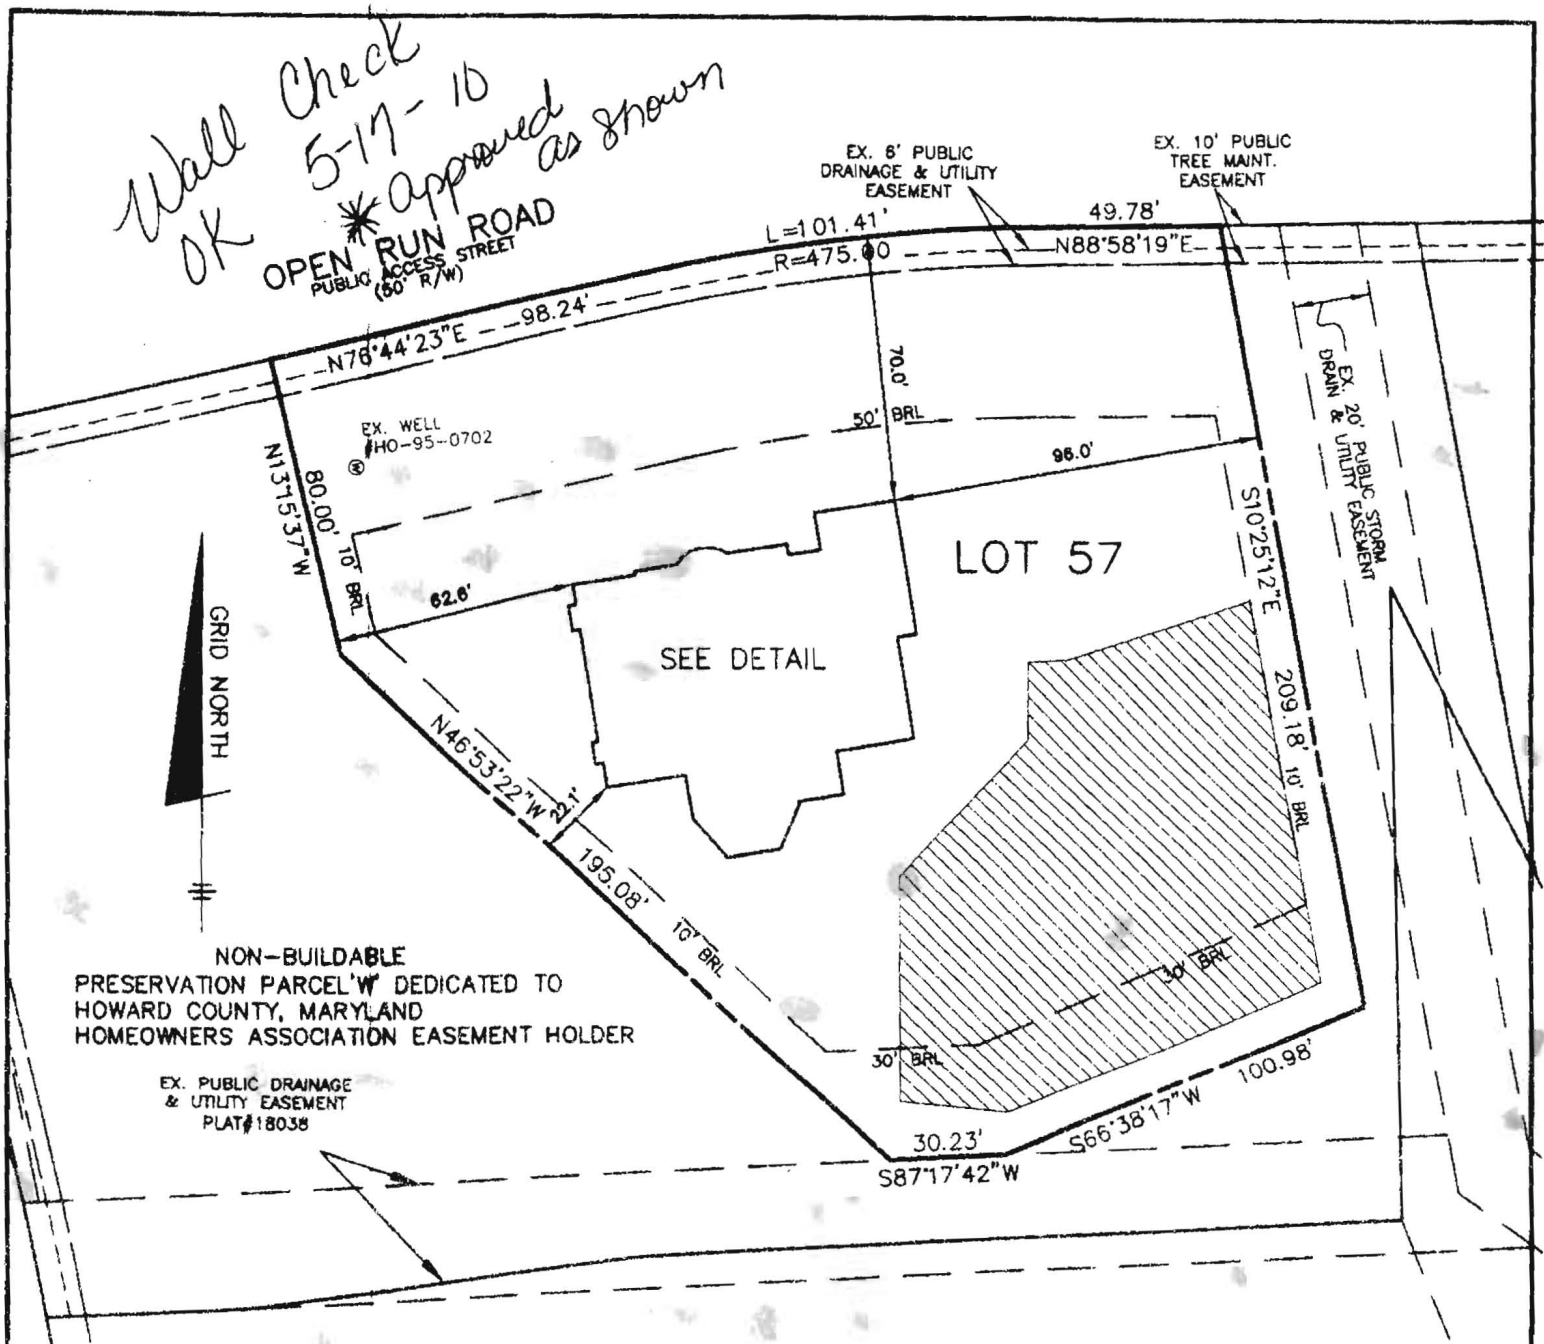 Wall Check
OK 5-17-10
* Approved
as shown
OPEN RUN ROAD
PUBLIC ACCESS STREET
(50' R/W)
EX. 6' PUBLIC
DRAINAGE & UTILITY
EASEMENT
EX. 10' PUBLIC
TREE MAINT.
EASEMENT
L=101.41'
R=475.00
49.78'
N88°58'19"E
N76°44'23"E
98.24'
EX. WELL
#HO-95-0702
70.0'
50' BRL
96.0'
N13°15'37"W
80.00'
10' BRL
62.6'
LOT 57
SEE DETAIL
S10°25'12"E
209.18'
10' BRL
EX. 20' PUBLIC STORM
DRAIN & UTILITY EASEMENT
GRID NORTH
N46°53'22"W
22.1'
195.08'
10' BRL
30' BRL
30' BRL
NON-BUILDABLE
PRESERVATION PARCEL'W' DEDICATED TO
HOWARD COUNTY, MARYLAND
HOMEOWNERS ASSOCIATION EASEMENT HOLDER
EX. PUBLIC DRAINAGE
& UTILITY EASEMENT
PLAT#18038
30.23'
S87°17'42"W
S66°38'17"W
100.98'